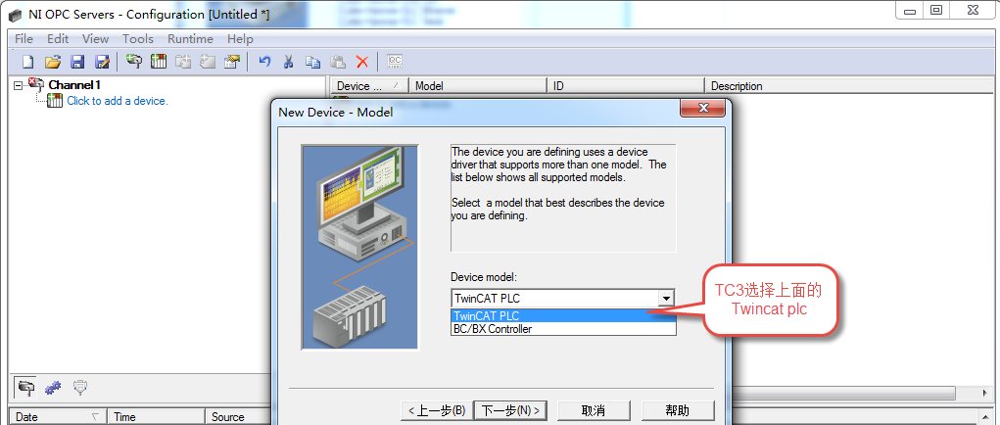 NI OPC Servers - Configuration [Untitled *]
File Edit View Tools Runtime Help
Channel1
Click to add a device.
Device ... Model ID Description
New Device - Model
The device you are defining uses a device
driver that supports more than one model. The
list below shows all supported models.
Select a model that best describes the device
you are defining.
Device model:
TwinCAT PLC
TwinCAT PLC
BC/BX Controller
TC3选择上面的
Twincat plc
< 上一步(B) 下一步(N) > 取消 帮助
Date Time Source